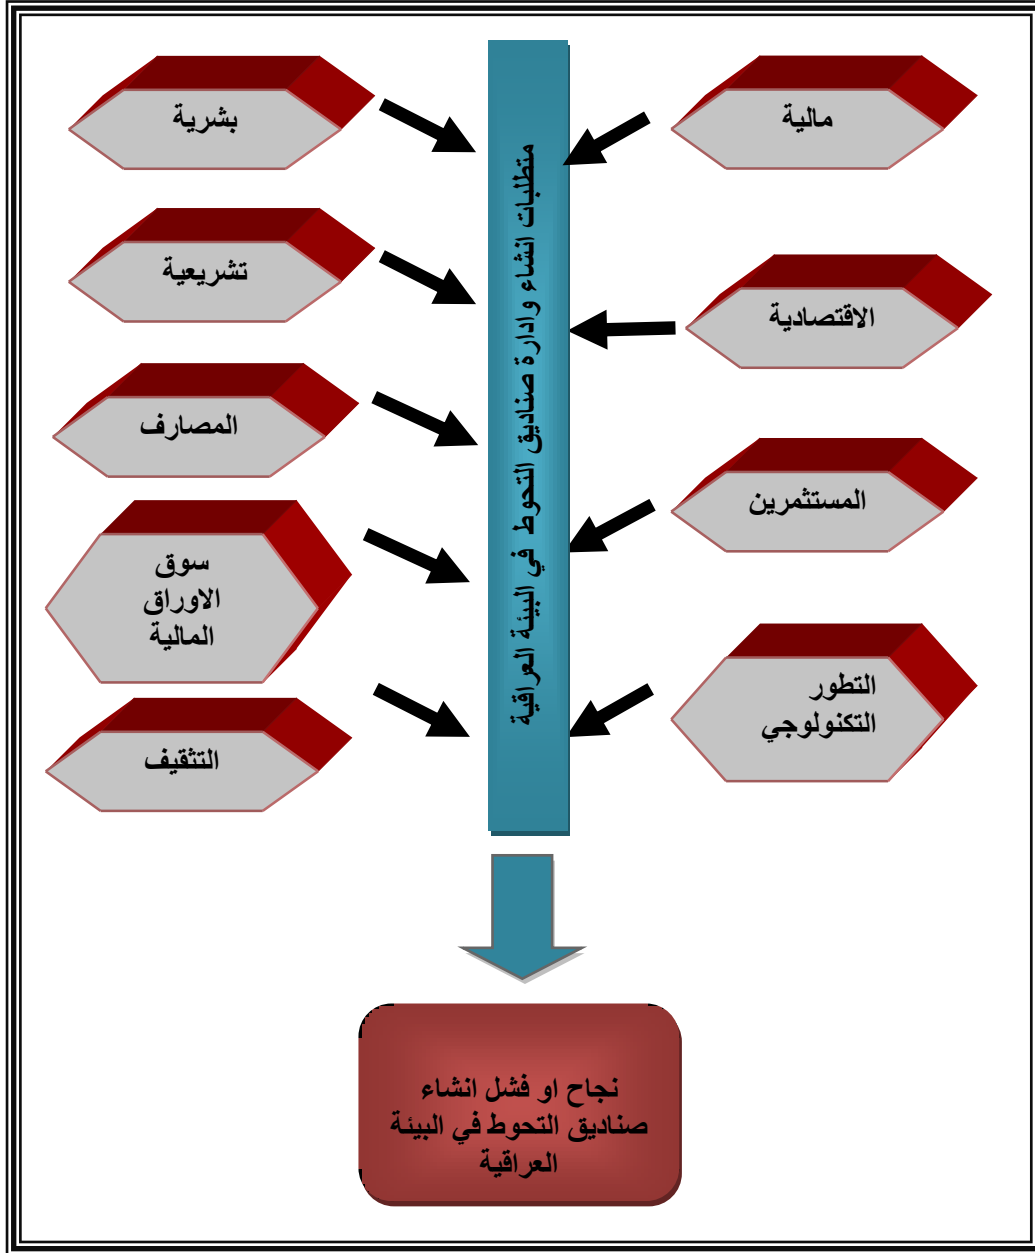 مالية
بشرية
الاقتصادية
تشريعية
المستثمرين
المصارف
التطور
التكنولوجي
سوق
الاوراق
المالية
التثقيف
متطلبات انشاء وادارة صناديق التحوط في البيئة العراقية
نجاح او فشل انشاء
صناديق التحوط في البيئة
العراقية